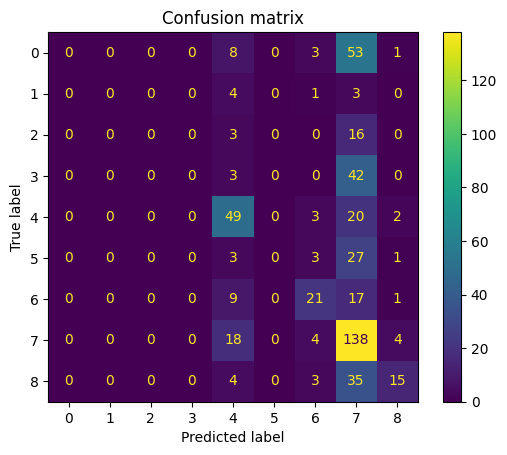 Confusion matrix
True label
0 0 0 0 0 8 0 3 53 1
1 0 0 0 0 4 0 1 3 0
2 0 0 0 0 3 0 0 16 0
3 0 0 0 0 3 0 0 42 0
4 0 0 0 0 49 0 3 20 2
5 0 0 0 0 3 0 3 27 1
6 0 0 0 0 9 0 21 17 1
7 0 0 0 0 18 0 4 138 4
8 0 0 0 0 4 0 3 35 15
0 1 2 3 4 5 6 7 8
Predicted label
120
100
80
60
40
20
0